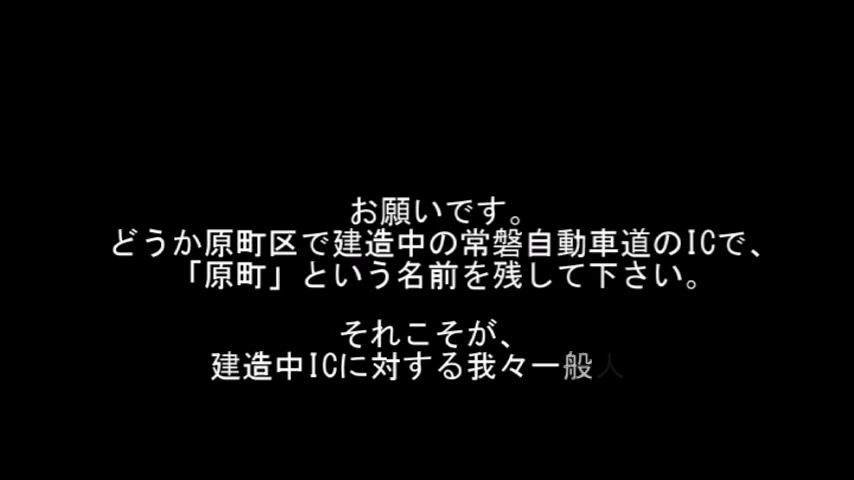 お願いです。
どうか原町区で建造中の常磐自動車道のICで、
「原町」という名前を残して下さい。
それこそが、
建造中ICに対する我々一般人